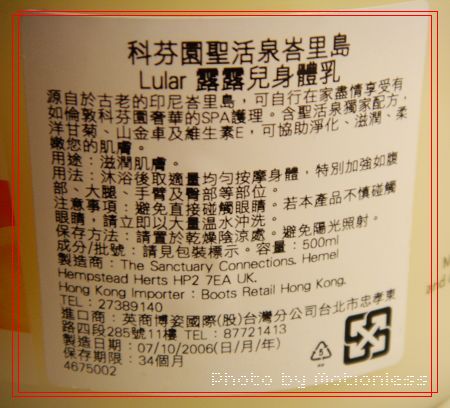 科芬園聖活泉峇里島
Lular 露露兒身體乳
源自於古老的印尼峇里島，可自行在家盡情享受有
如倫敦科芬園奢華的SPA護理。含聖活泉獨家配方，
洋甘菊、山金車及維生素E，可協助淨化、滋潤、柔
嫩您的肌膚。
用途：滋潤肌膚。
用法：沐浴後取適量均勻按摩身體，特別加強如腹
部、大腿、手臂及臀部等部位。
注意事項：避免直接碰觸眼睛。若本產品不慎碰觸
眼睛，請立即以大量溫水沖洗。
保存方法：請置於乾燥陰涼處。避免陽光照射。
成分/批號：請見包裝標示。容量：500ml
製造商：The Sanctuary Connections. Hemel
Hempstead Herts HP2 7EA UK.
Hong Kong Importer : Boots Retail Hong Kong.
TEL：27389140
進口商：英商博姿國際(股)台灣分公司台北市忠孝東
路四段285號11樓 TEL：87721413
製造日期：07/10/2006(日/月/年)
保存期限：34個月
4675002
Photo by Motionless